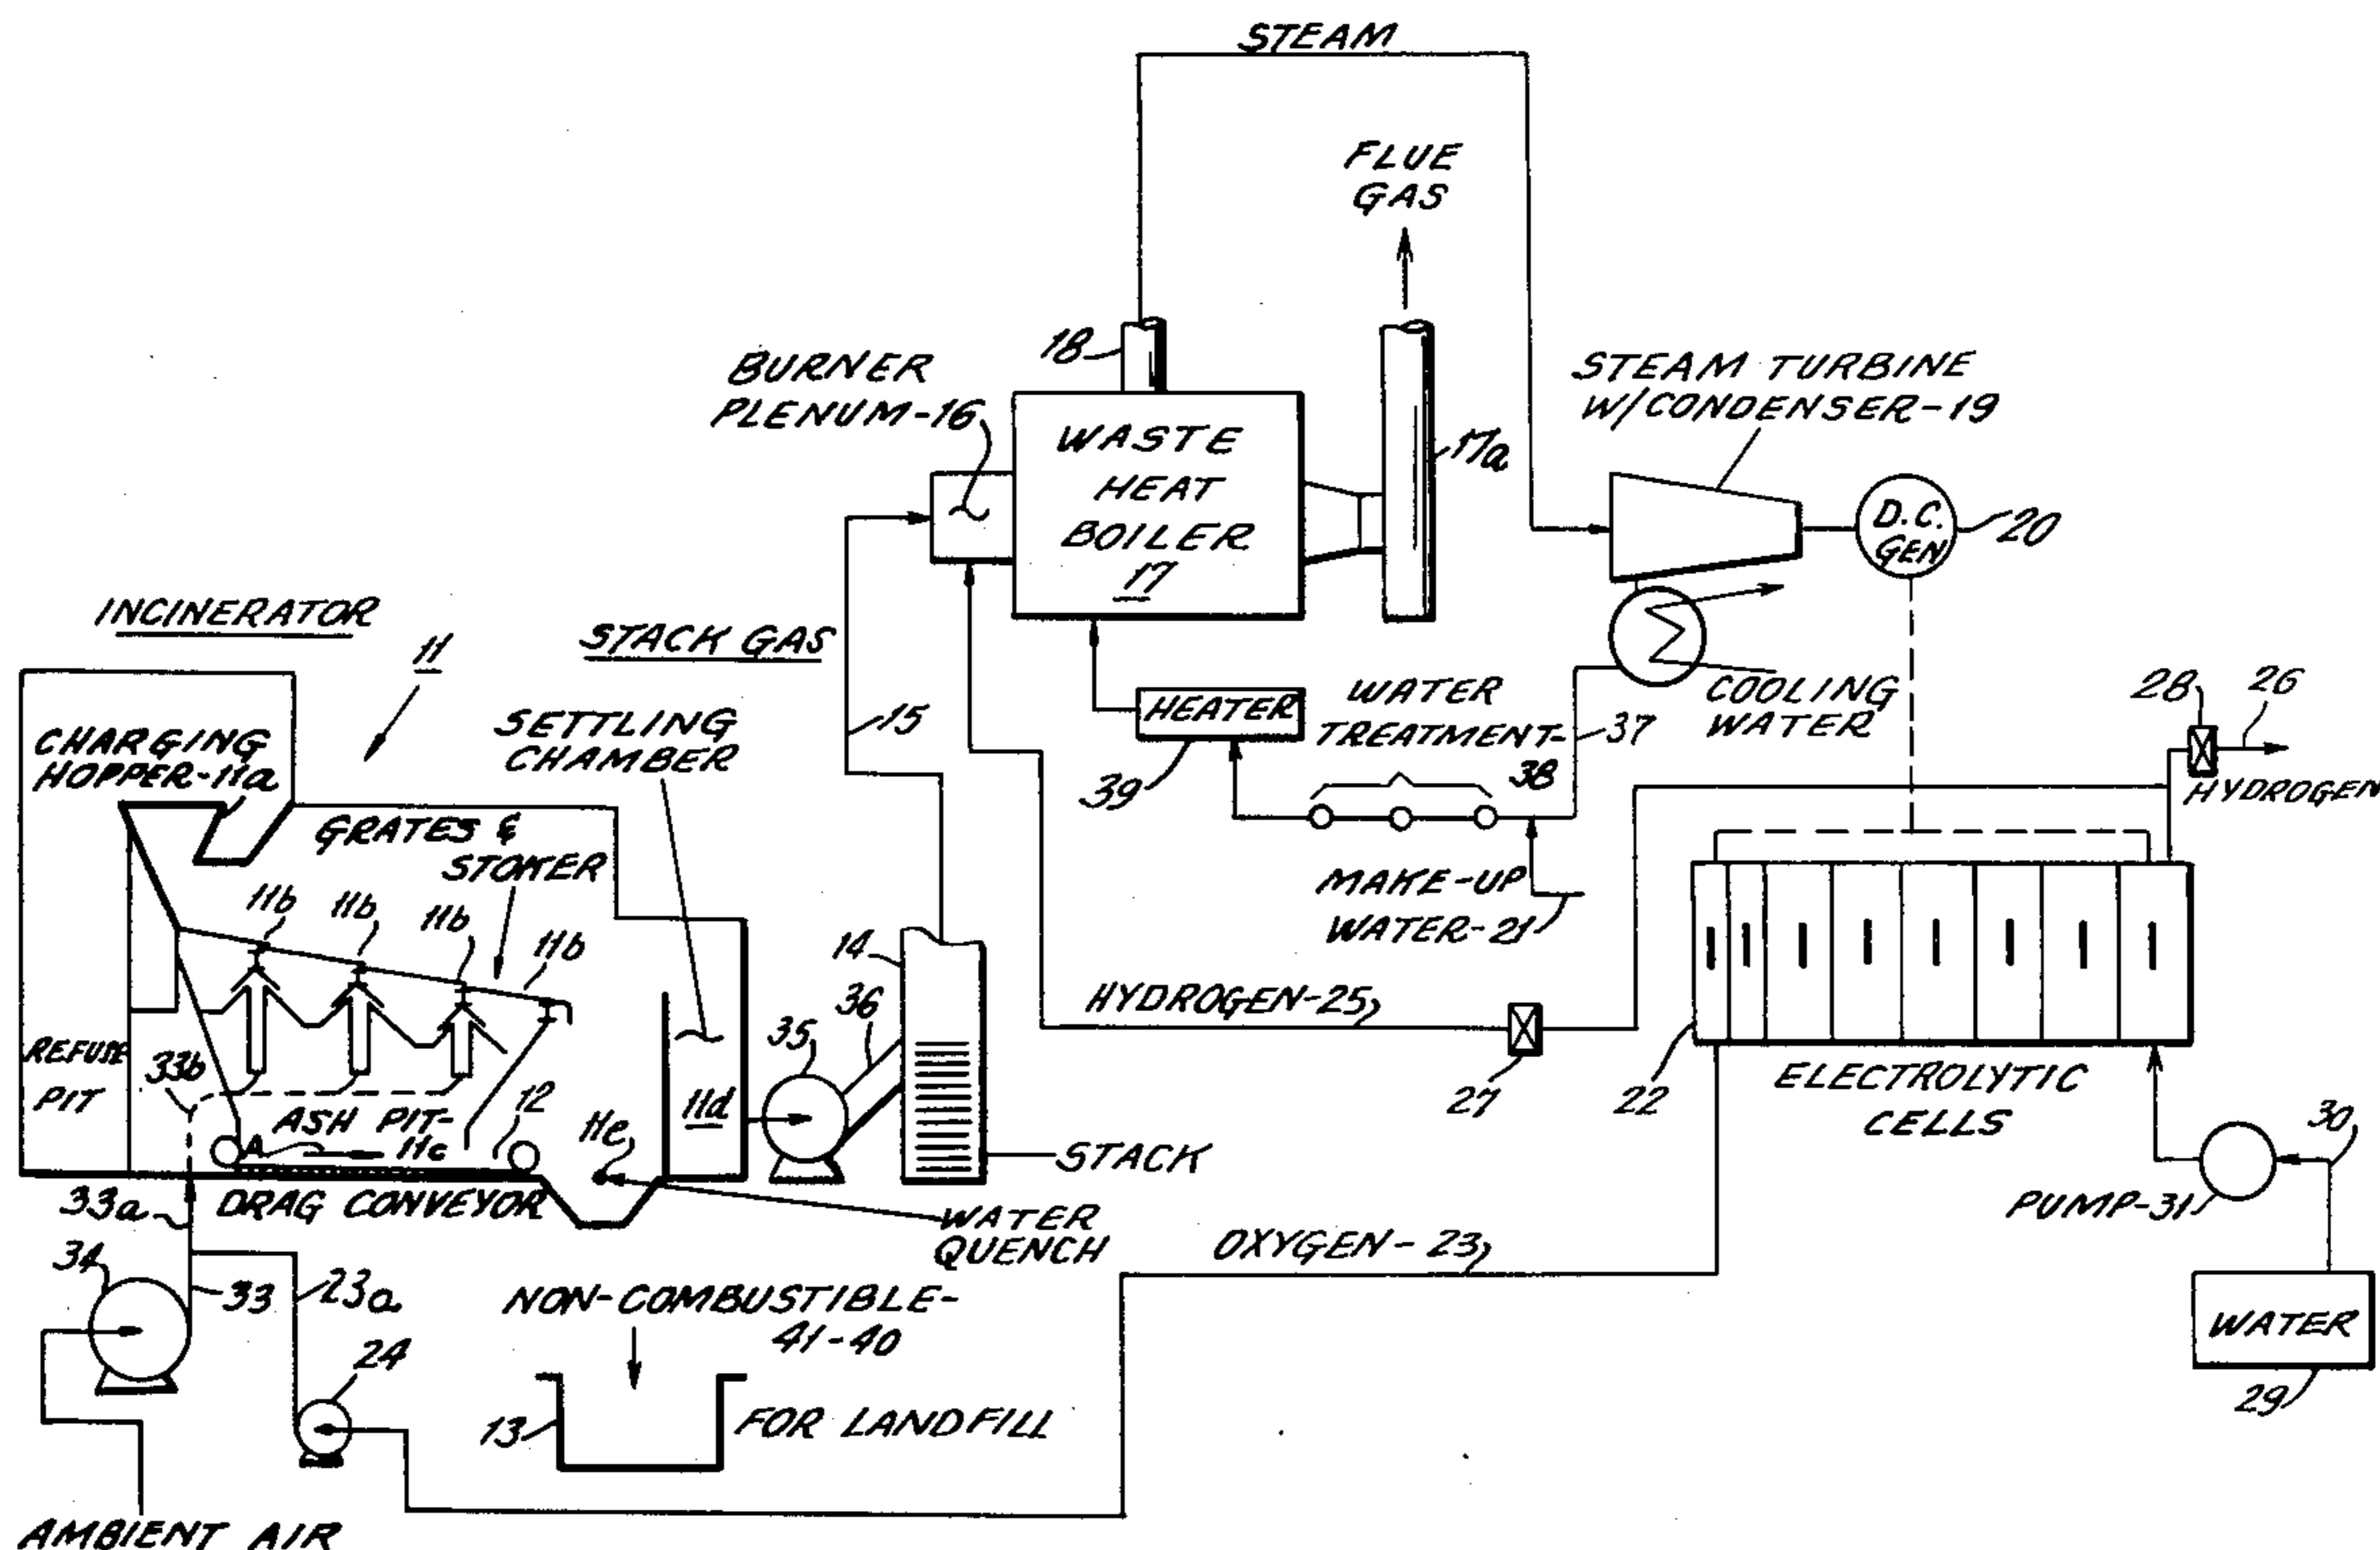 STEAM
FLUE
GAS
18
BURNER
PLENUM-16
WASTE
HEAT
BOILER
17
17a
STEAM TURBINE
W/CONDENSER-19
D.C.
GEN
20
INCINERATOR
11
STACK GAS
15
SETTLING
CHAMBER
CHARGING
HOPPER-11a
GRATES &
STOKER
HEATER
39
WATER
TREATMENT-
38
37
COOLING
WATER
28
26
HYDROGEN
MAKE-UP
WATER-21
11b
11b
11b
11b
14
36
35
HYDROGEN-25
27
22
ELECTROLYTIC
CELLS
REFUSE
PIT
33b
ASH PIT-
11c
A
12
11e
11d
STACK
30
PUMP-31
33a
DRAG CONVEYOR
WATER
QUENCH
OXYGEN-23
34
33
23a
NON-COMBUSTIBLE-
41-40
WATER
29
24
13
FOR LANDFILL
AMBIENT AIR